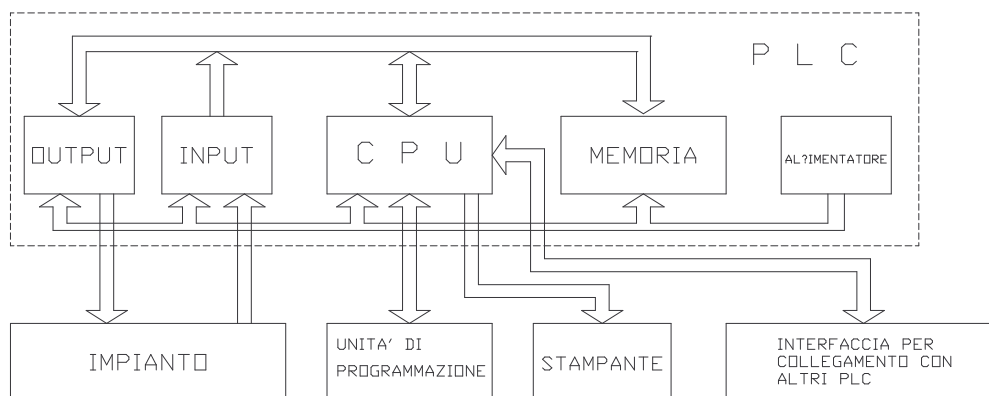 P L C
OUTPUT
INPUT
C P U
MEMORIA
AL?IMENTATORE
IMPIANTO
UNITA' DI
PROGRAMMAZIONE
STAMPANTE
INTERFACCIA PER
COLLEGAMENTO CON
ALTRI PLC